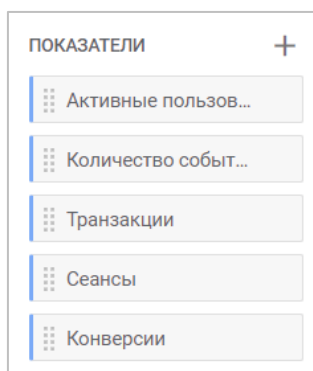 ПОКАЗАТЕЛИ
Активные пользов...
Количество событ...
Транзакции
Сеансы
Конверсии